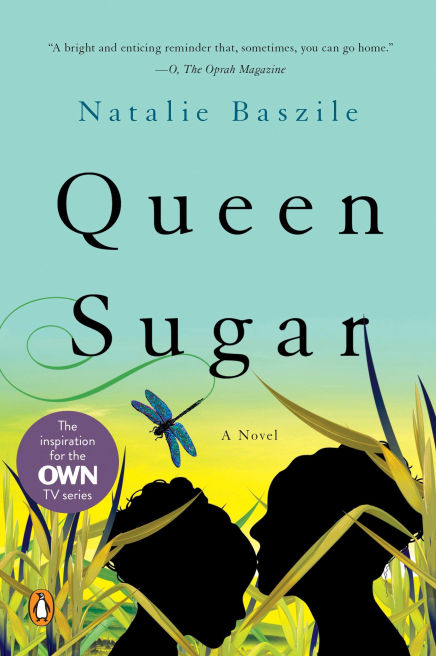 “A bright and enticing reminder that, sometimes, you can go home.”
—O, The Oprah Magazine
Natalie Baszile
Queen
Sugar
A Novel
The
inspiration
for the
OWN
TV series